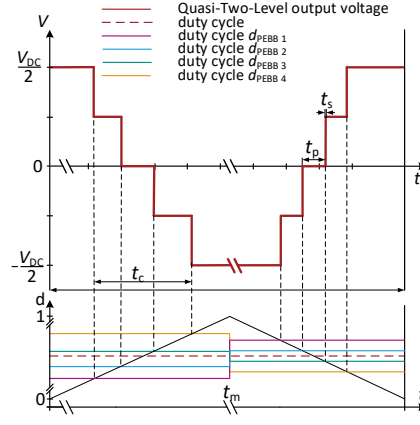 Quasi-Two-Level output voltage
duty cycle
duty cycle dPEBB 1
duty cycle dPEBB 2
duty cycle dPEBB 3
duty cycle dPEBB 4
V
VDC
2
ts
tp
0
t
-VDC
2
tc
d
1
0
tm
t